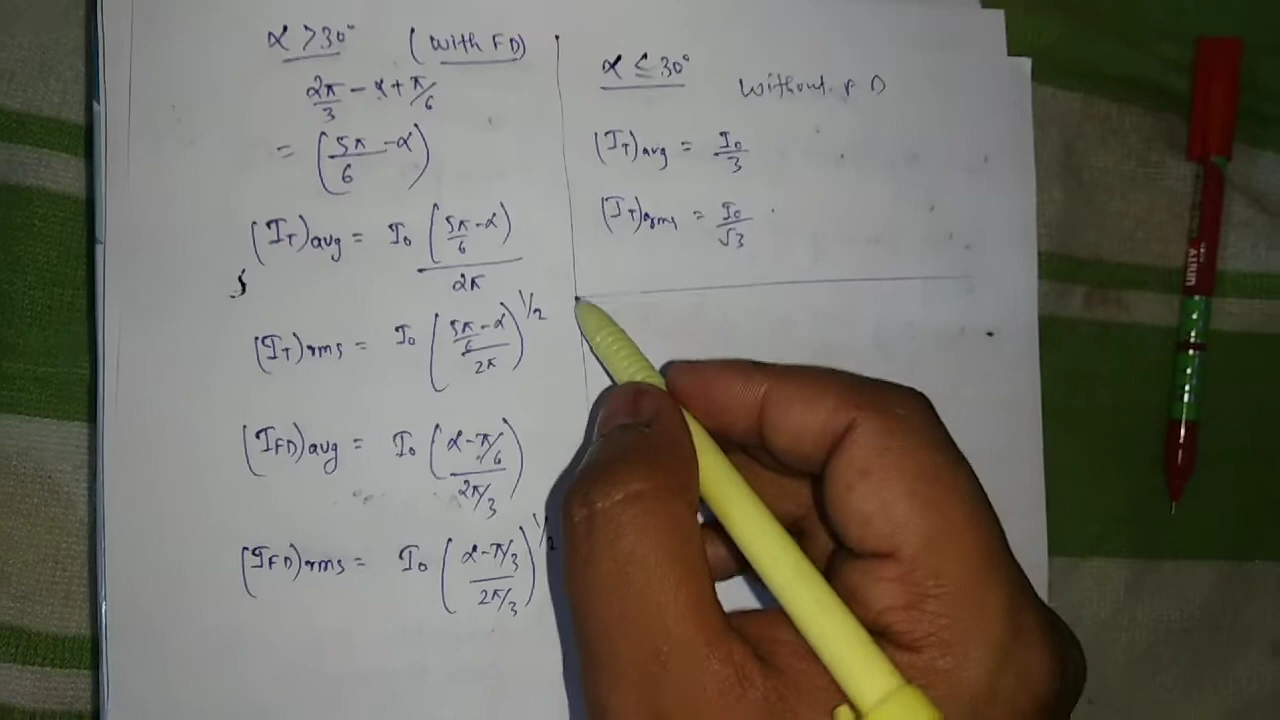 α > 30° (with FD)
2π/3 - α + π/6
= (5π/6 - α)
(I_T)avg = I₀ (5π/6 - α) / 2π
(I_T)rms = I₀ ((5π/6 - α) / 2π)^1/2
(I_FD)avg = I₀ ((α - π/6) / 2π/3)
(I_FD)rms = I₀ ((α - π/3) / 2π/3)^1/2
α ≤ 30° without F D
(I_T)avg = I₀/3
(I_T)rms = I₀/√3
UNITY